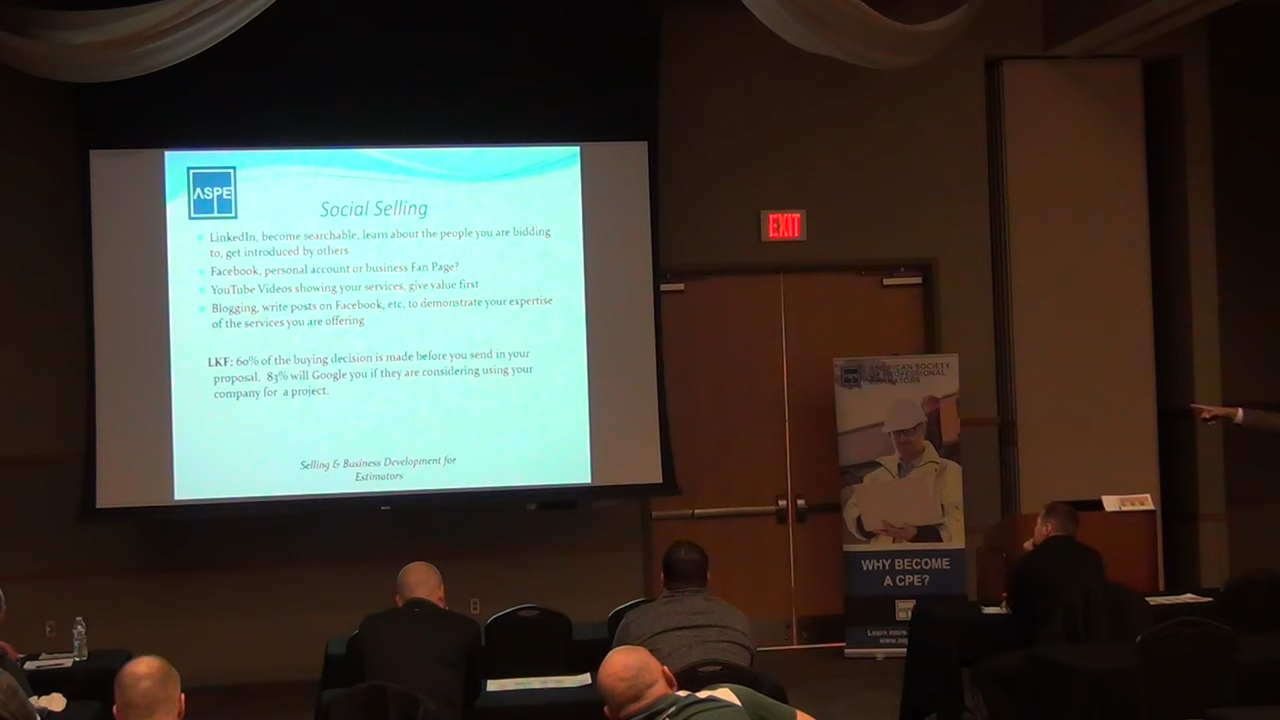 ASPE
Social Selling
LinkedIn, become searchable, learn about the people you are bidding
to, get introduced by others
Facebook, personal account or business Fan Page?
YouTube Videos showing your services, give value first
Blogging, write posts on Facebook, etc. to demonstrate your expertise
of the services you are offering
LKF: 60% of the buying decision is made before you send in your
proposal. 83% will Google you if they are considering using your
company for a project.
Selling & Business Development for
Estimators
EXIT
AMERICAN SOCIETY
OF PROFESSIONAL
ESTIMATORS
WHY BECOME
A CPE?
Learn more